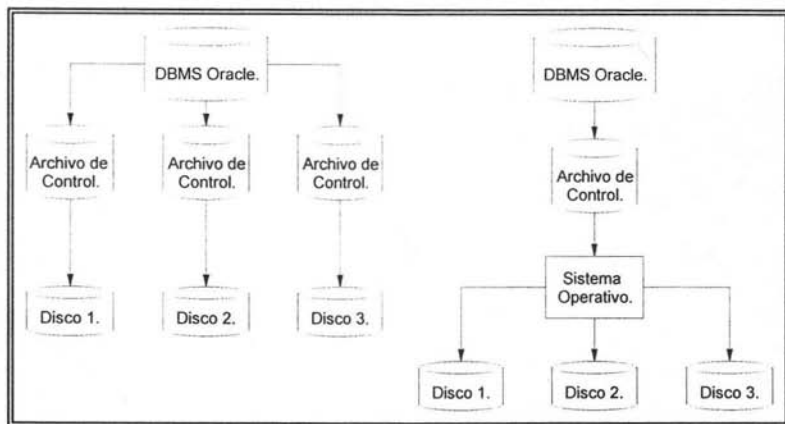 DBMS Oracle.
Archivo de
Control.
Archivo de
Control.
Archivo de
Control.
Disco 1.
Disco 2.
Disco 3.
DBMS Oracle.
Archivo de
Control.
Sistema
Operativo.
Disco 1.
Disco 2.
Disco 3.